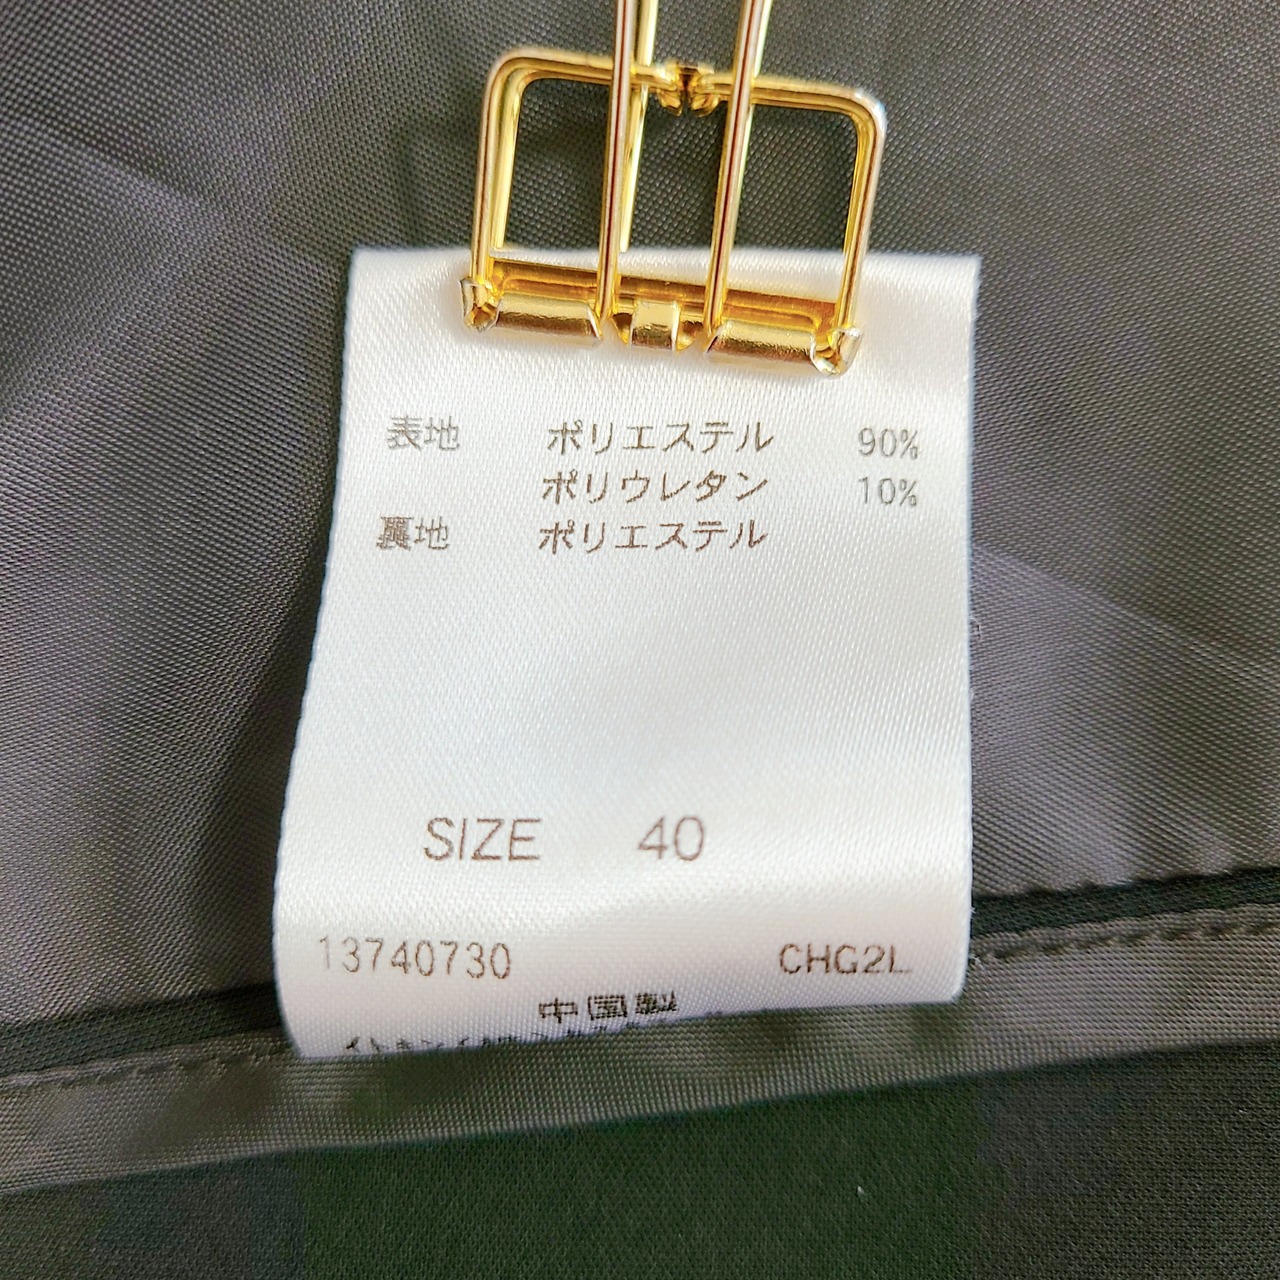 表地 ポリエステル 90%
ポリウレタン 10%
裏地 ポリエステル
SIZE 40
13740730 CHG2L
中国製